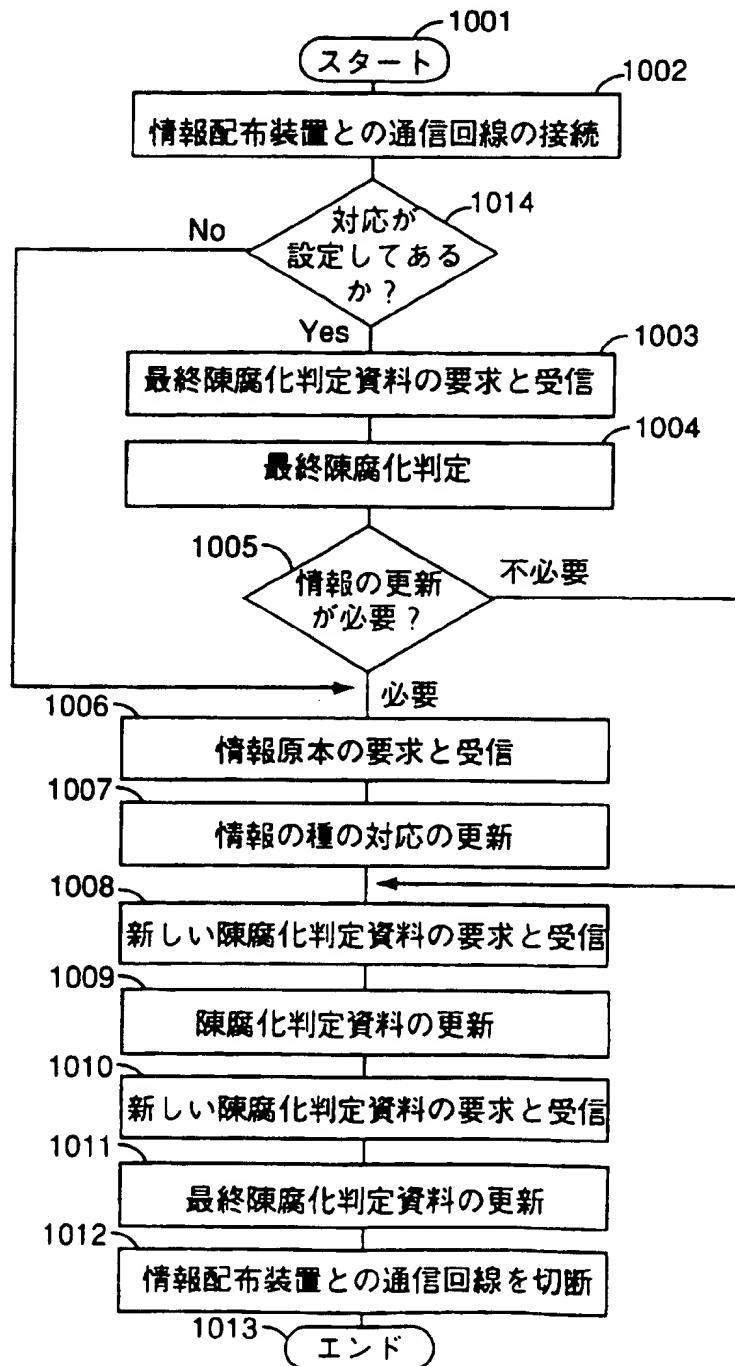 1001
スタート
1002
情報配布装置との通信回線の接続
1014
対応が
設定してある
か?
No
Yes
1003
最終陳腐化判定資料の要求と受信
1004
最終陳腐化判定
1005
情報の更新
が必要?
不必要
必要
1006
情報原本の要求と受信
1007
情報の種の対応の更新
1008
新しい陳腐化判定資料の要求と受信
1009
陳腐化判定資料の更新
1010
新しい陳腐化判定資料の要求と受信
1011
最終陳腐化判定資料の更新
1012
情報配布装置との通信回線を切断
1013
エンド